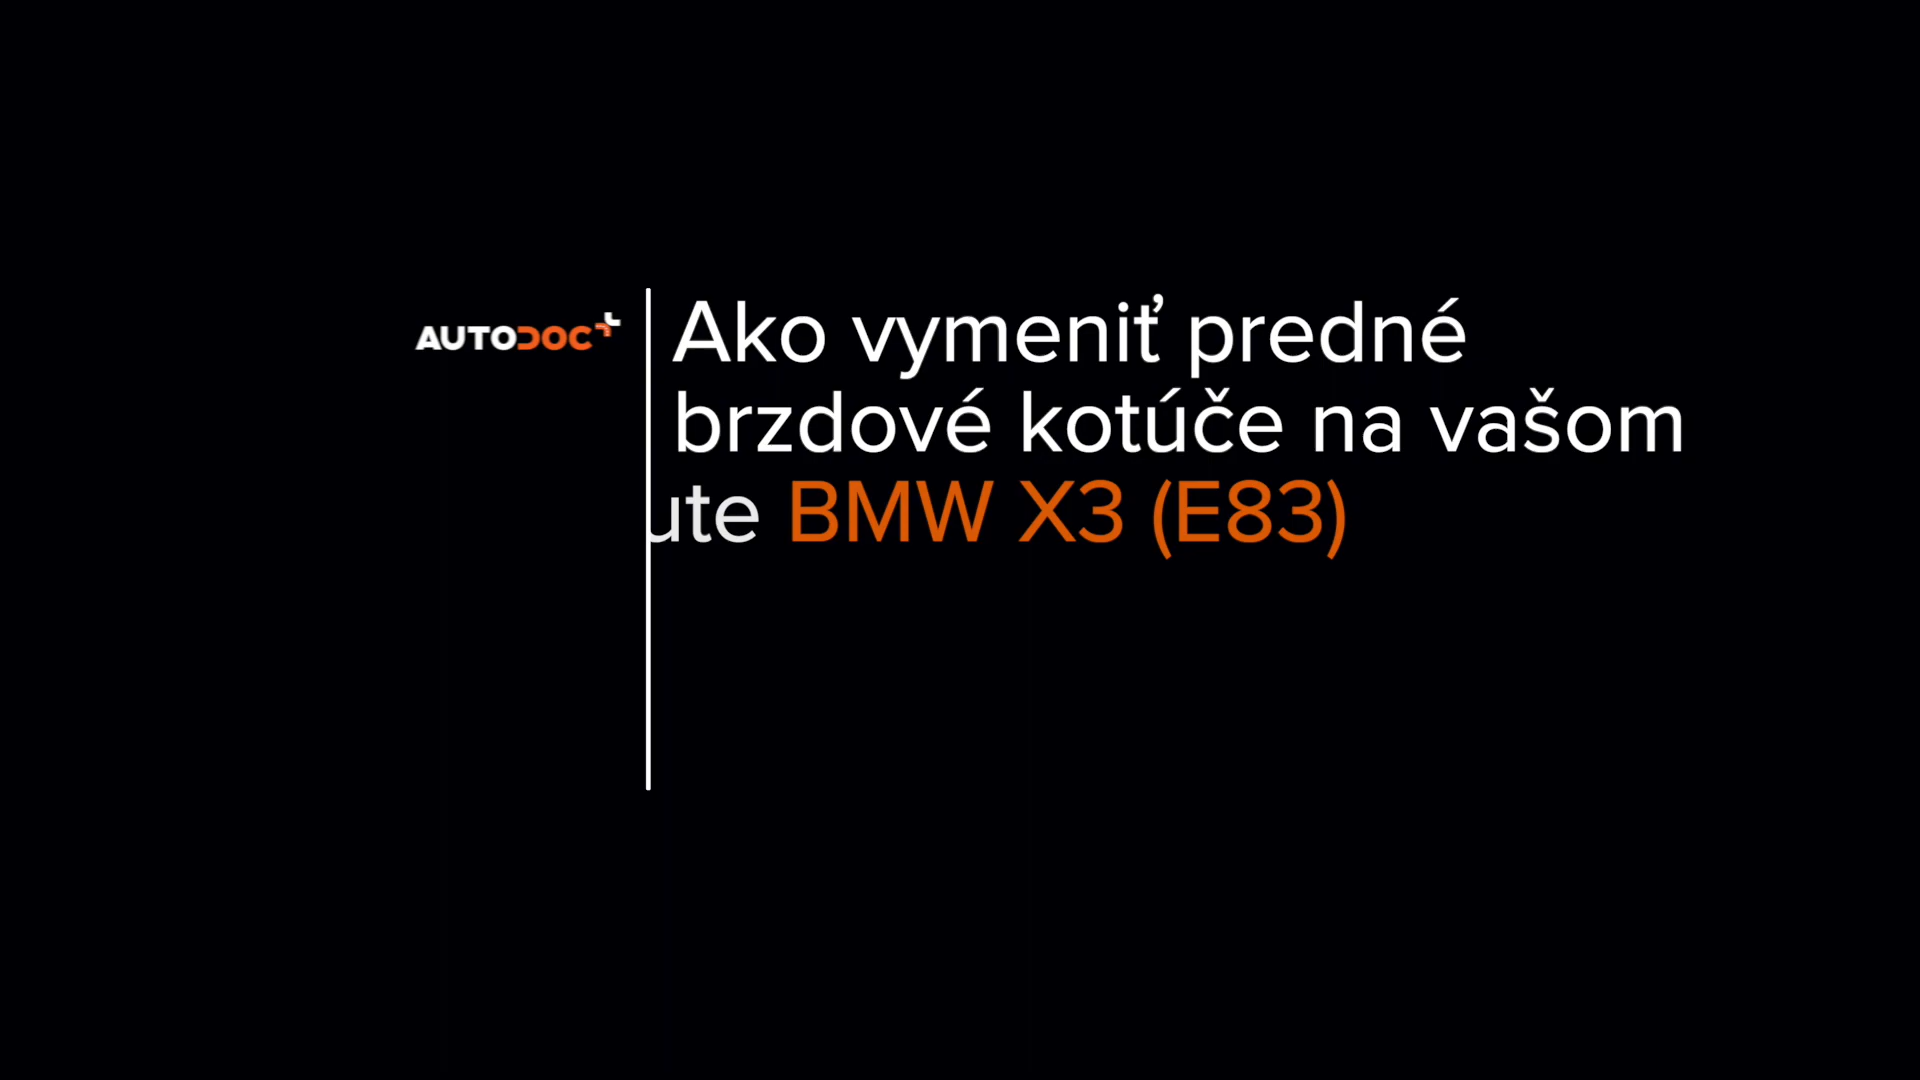 AUTODOC
Ako vymeniť predné
brzdové kotúče na vašom
ute BMW X3 (E83)